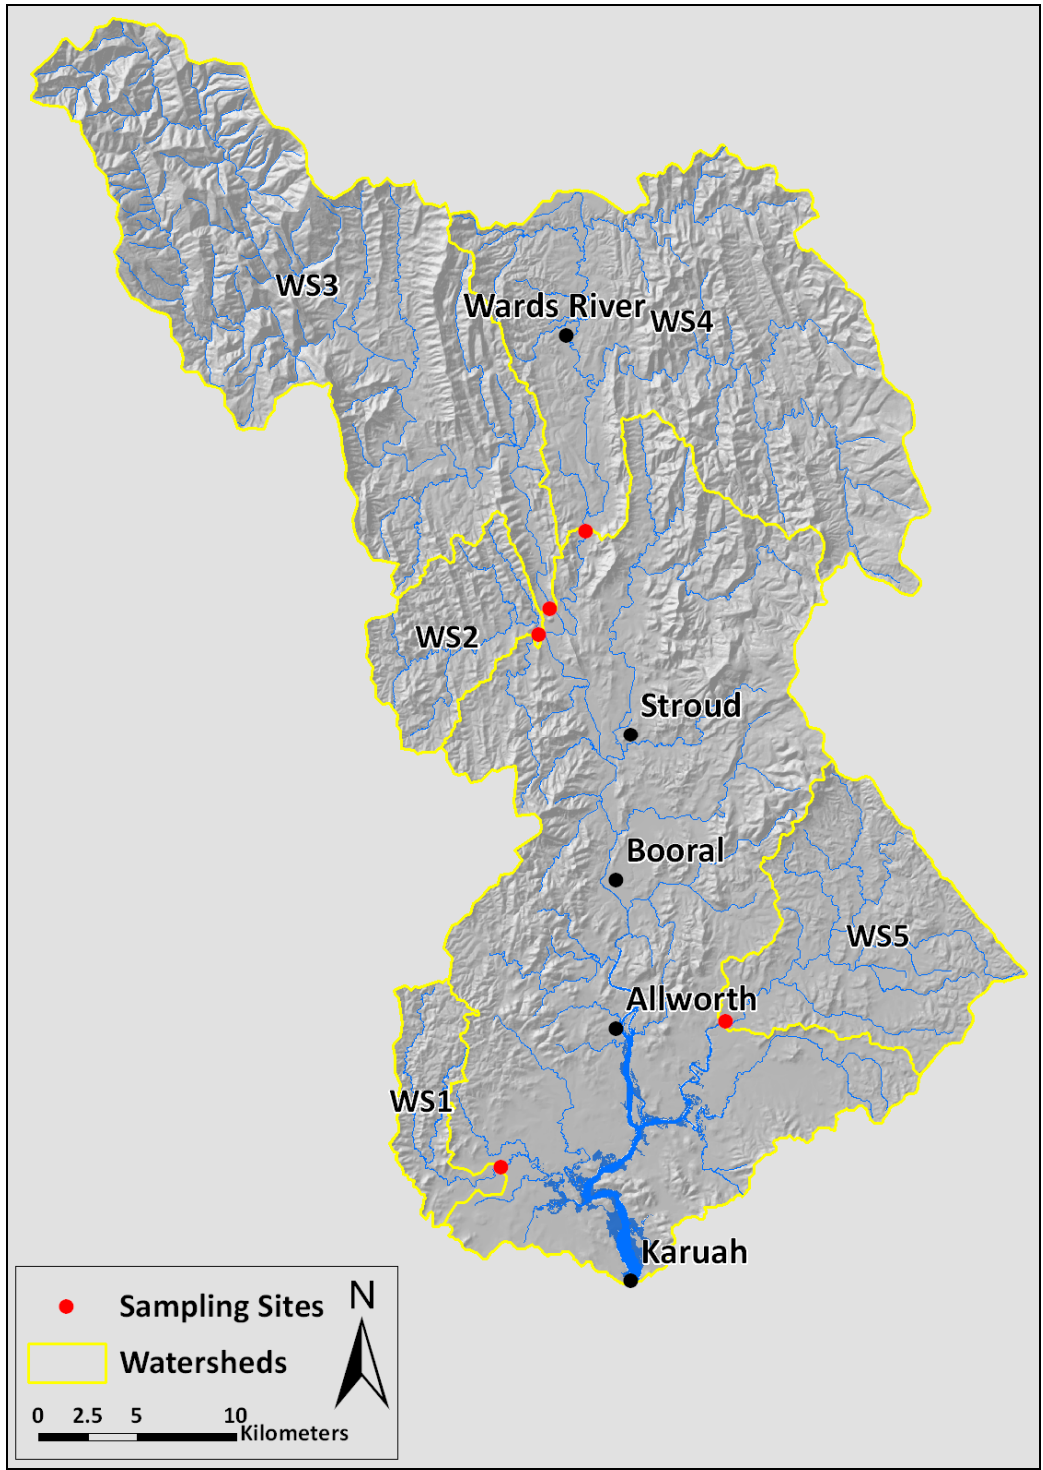 WS3
Wards River
WS4
WS2
Stroud
Booral
WS5
Allworth
WS1
Karuah
N
Sampling Sites
Watersheds
0 2.5 5 10
Kilometers